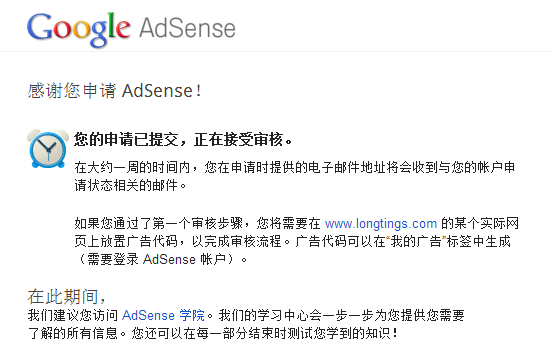 Google AdSense
感谢您申请 AdSense！
您的申请已提交，正在接受审核。
在大约一周的时间内，您在申请时提供的电子邮件地址将会收到与您的帐户申
请状态相关的邮件。
如果您通过了第一个审核步骤，您将需要在 www.longtings.com 的某个实际网
页上放置广告代码，以完成审核流程。广告代码可以在“我的广告”标签中生成
（需要登录 AdSense 帐户）。
在此期间，
我们建议您访问 AdSense 学院。我们的学习中心会一步一步为您提供您需要
了解的所有信息。您还可以在每一部分结束时测试您学到的知识！